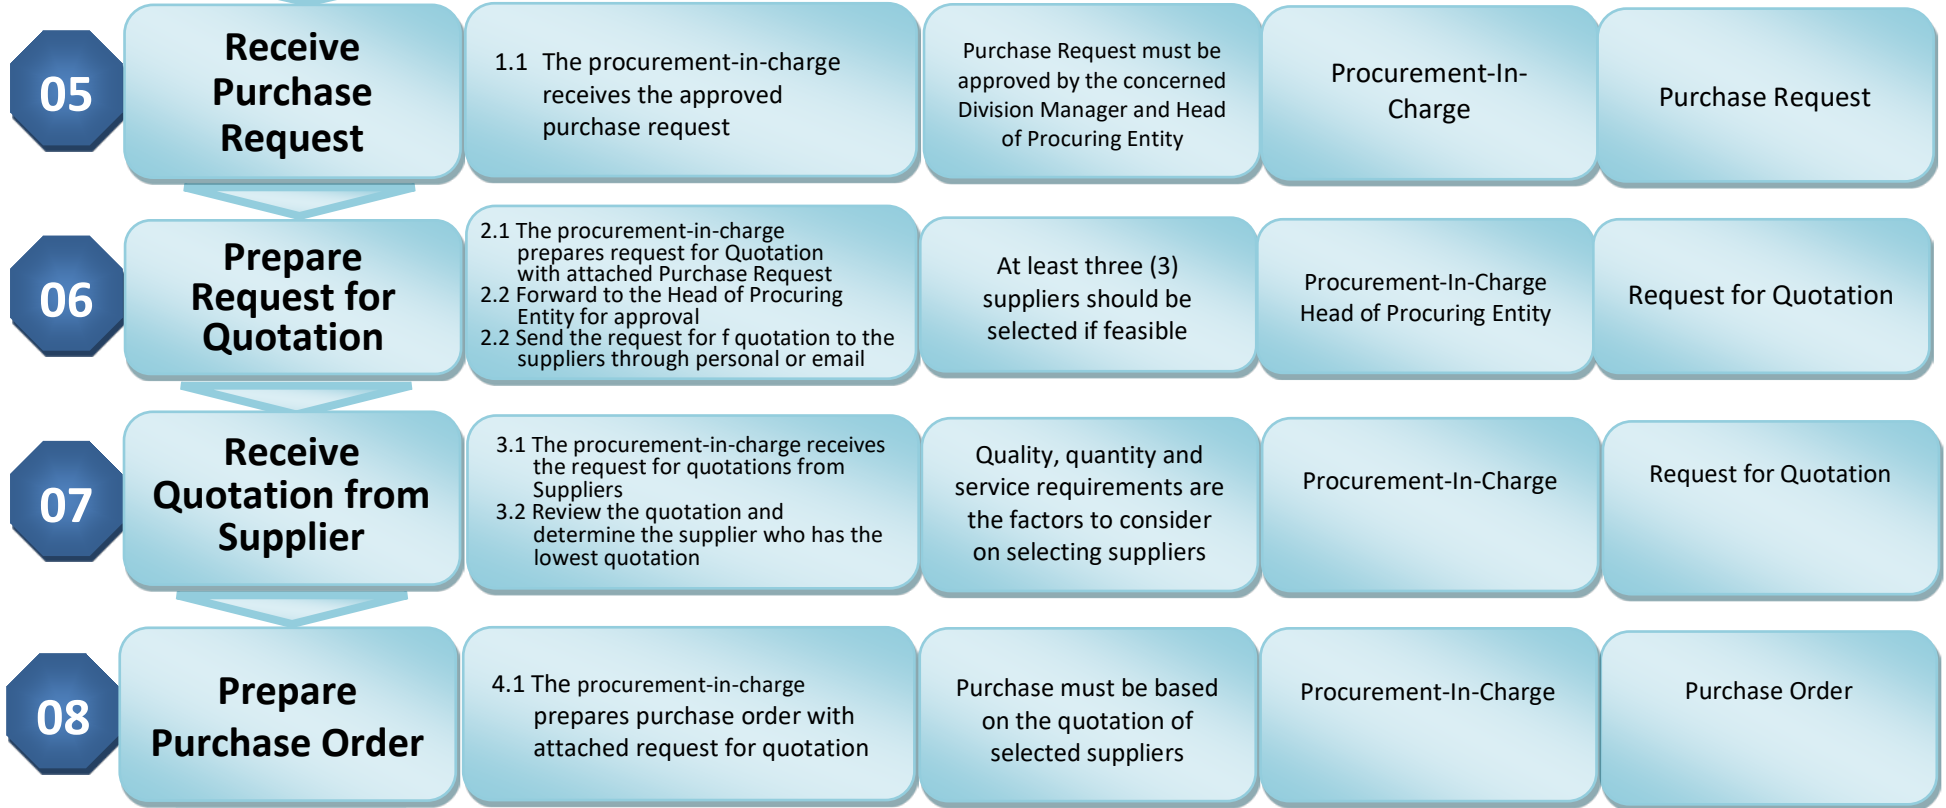 05
Receive
Purchase
Request
1.1 The procurement-in-charge
receives the approved
purchase request
Purchase Request must be
approved by the concerned
Division Manager and Head
of Procuring Entity
Procurement-In-
Charge
Purchase Request
06
Prepare
Request for
Quotation
2.1 The procurement-in-charge
prepares request for Quotation
with attached Purchase Request
2.2 Forward to the Head of Procuring
Entity for approval
2.2 Send the request for f quotation to the
suppliers through personal or email
At least three (3)
suppliers should be
selected if feasible
Procurement-In-Charge
Head of Procuring Entity
Request for Quotation
07
Receive
Quotation from
Supplier
3.1 The procurement-in-charge receives
the request for quotations from
Suppliers
3.2 Review the quotation and
determine the supplier who has the
lowest quotation
Quality, quantity and
service requirements are
the factors to consider
on selecting suppliers
Procurement-In-Charge
Request for Quotation
08
Prepare
Purchase Order
4.1 The procurement-in-charge
prepares purchase order with
attached request for quotation
Purchase must be based
on the quotation of
selected suppliers
Procurement-In-Charge
Purchase Order